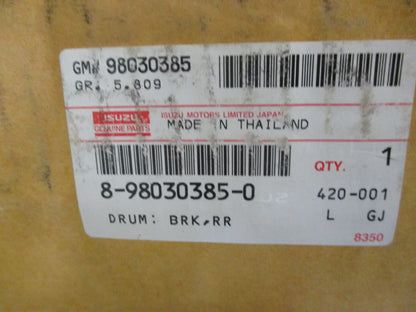 GM# 98030385
GR. 5.809
ISUZU
GENUINE PARTS
ISUZU MOTORS LIMITED JAPAN
MADE IN THAILAND
8-98030385-0
QTY. 1
420-001
DRUM: BRK,RR
L GJ
8350